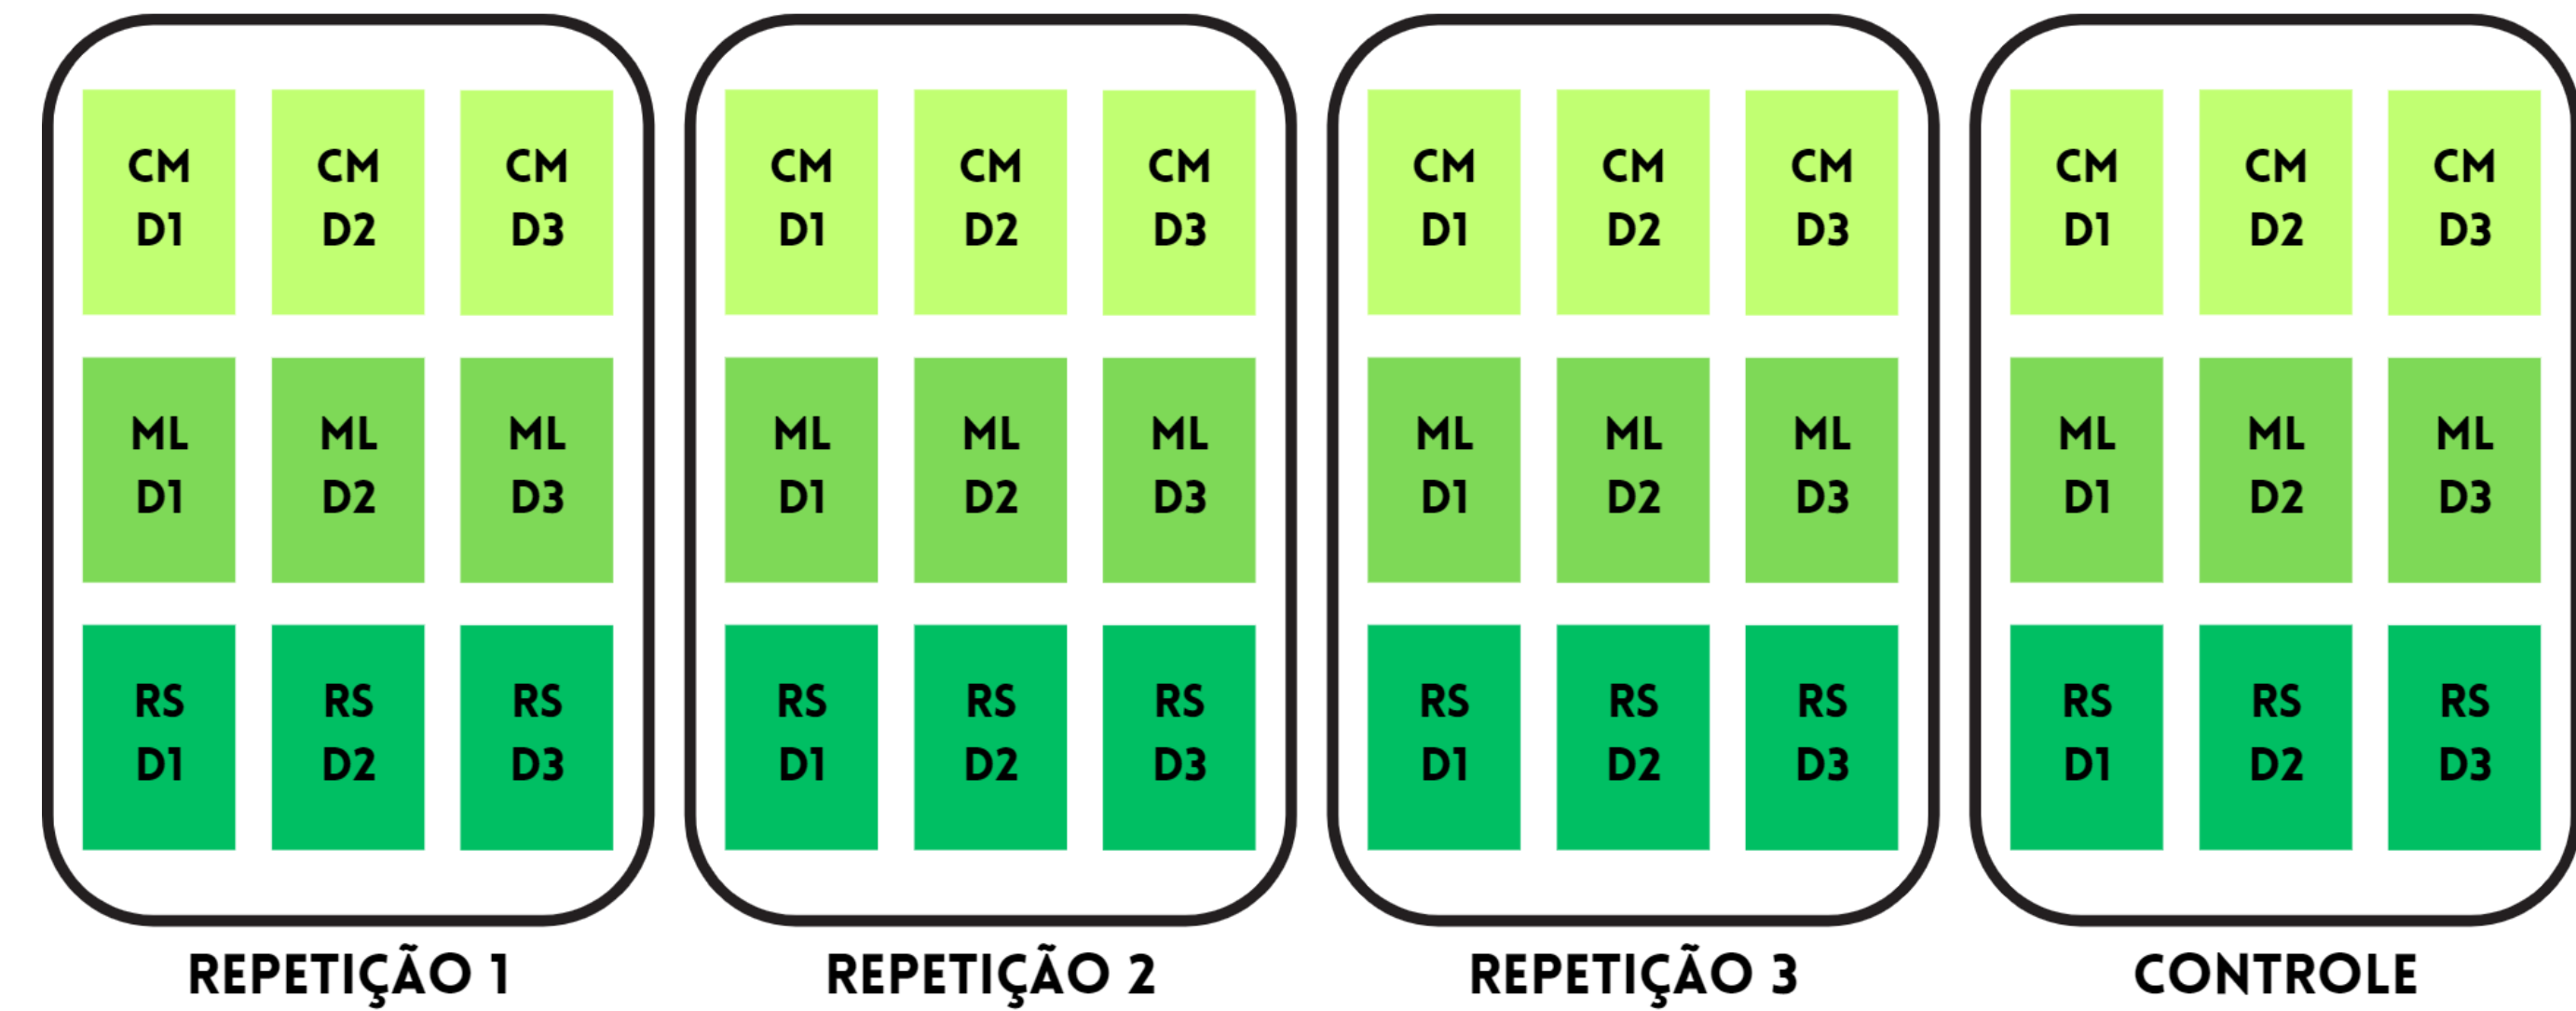 CM CM CM
D1 D2 D3
ML ML ML
D1 D2 D3
RS RS RS
D1 D2 D3
REPETIÇÃO 1
CM CM CM
D1 D2 D3
ML ML ML
D1 D2 D3
RS RS RS
D1 D2 D3
REPETIÇÃO 2
CM CM CM
D1 D2 D3
ML ML ML
D1 D2 D3
RS RS RS
D1 D2 D3
REPETIÇÃO 3
CM CM CM
D1 D2 D3
ML ML ML
D1 D2 D3
RS RS RS
D1 D2 D3
CONTROLE